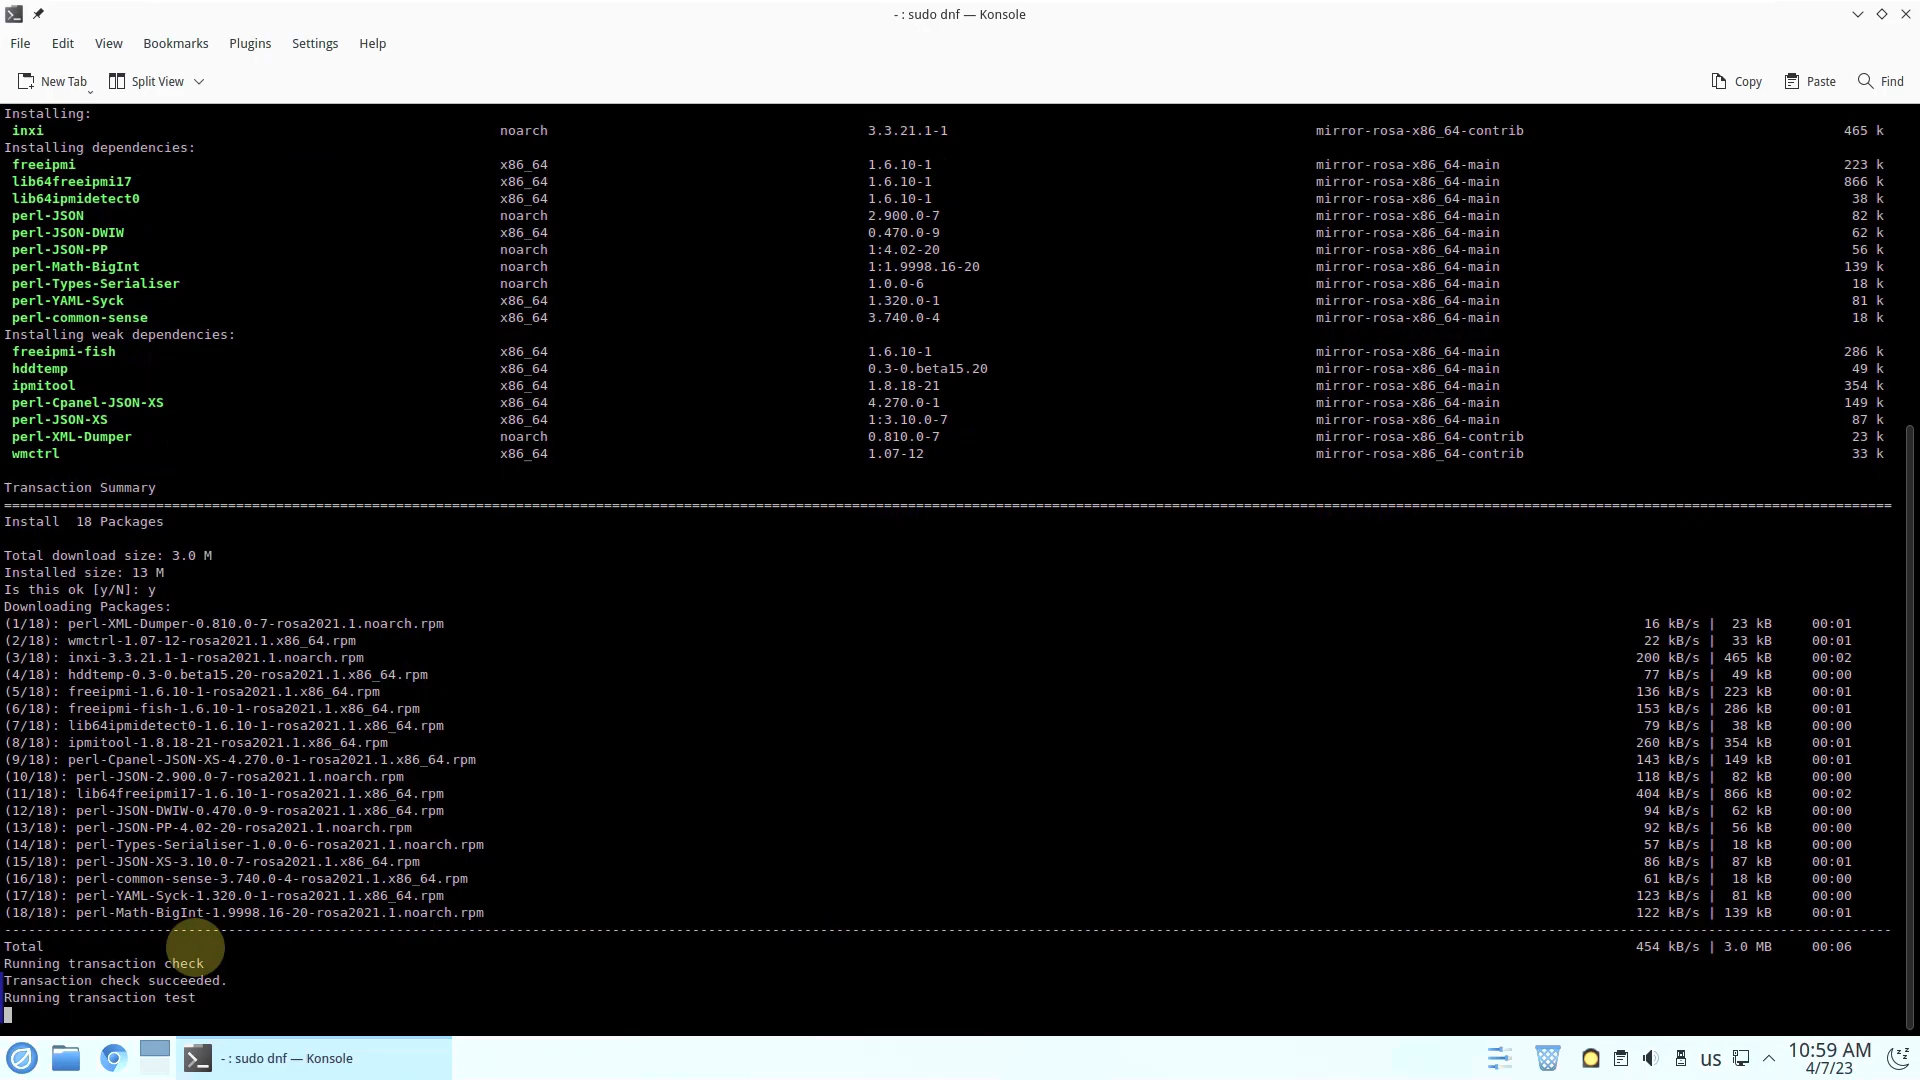 - : sudo dnf — Konsole
File Edit View Bookmarks Plugins Settings Help
New Tab Split View Copy Paste Find
Installing:
inxi noarch 3.3.21.1-1 mirror-rosa-x86_64-contrib 465 k
Installing dependencies:
freeipmi x86_64 1.6.10-1 mirror-rosa-x86_64-main 223 k
lib64freeipmi17 x86_64 1.6.10-1 mirror-rosa-x86_64-main 866 k
lib64ipmidetect0 x86_64 1.6.10-1 mirror-rosa-x86_64-main 38 k
perl-JSON noarch 2.900.0-7 mirror-rosa-x86_64-main 82 k
perl-JSON-DWIW x86_64 0.470.0-9 mirror-rosa-x86_64-main 62 k
perl-JSON-PP noarch 1:4.02-20 mirror-rosa-x86_64-main 56 k
perl-Math-BigInt noarch 1:1.9998.16-20 mirror-rosa-x86_64-main 139 k
perl-Types-Serialiser noarch 1.0.0-6 mirror-rosa-x86_64-main 18 k
perl-YAML-Syck x86_64 1.320.0-1 mirror-rosa-x86_64-main 81 k
perl-common-sense x86_64 3.740.0-4 mirror-rosa-x86_64-main 18 k
Installing weak dependencies:
freeipmi-fish x86_64 1.6.10-1 mirror-rosa-x86_64-main 286 k
hddtemp x86_64 0.3-0.beta15.20 mirror-rosa-x86_64-main 49 k
ipmitool x86_64 1.8.18-21 mirror-rosa-x86_64-main 354 k
perl-Cpanel-JSON-XS x86_64 4.270.0-1 mirror-rosa-x86_64-main 149 k
perl-JSON-XS x86_64 1:3.10.0-7 mirror-rosa-x86_64-main 87 k
perl-XML-Dumper noarch 0.810.0-7 mirror-rosa-x86_64-contrib 23 k
wmctrl x86_64 1.07-12 mirror-rosa-x86_64-contrib 33 k
Transaction Summary
Install 18 Packages
Total download size: 3.0 M
Installed size: 13 M
Is this ok [y/N]: y
Downloading Packages:
(1/18): perl-XML-Dumper-0.810.0-7-rosa2021.1.noarch.rpm 16 kB/s | 23 kB 00:01
(2/18): wmctrl-1.07-12-rosa2021.1.x86_64.rpm 22 kB/s | 33 kB 00:01
(3/18): inxi-3.3.21.1-1-rosa2021.1.noarch.rpm 200 kB/s | 465 kB 00:02
(4/18): hddtemp-0.3-0.beta15.20-rosa2021.1.x86_64.rpm 77 kB/s | 49 kB 00:00
(5/18): freeipmi-1.6.10-1-rosa2021.1.x86_64.rpm 136 kB/s | 223 kB 00:01
(6/18): freeipmi-fish-1.6.10-1-rosa2021.1.x86_64.rpm 153 kB/s | 286 kB 00:01
(7/18): lib64ipmidetect0-1.6.10-1-rosa2021.1.x86_64.rpm 79 kB/s | 38 kB 00:00
(8/18): ipmitool-1.8.18-21-rosa2021.1.x86_64.rpm 260 kB/s | 354 kB 00:01
(9/18): perl-Cpanel-JSON-XS-4.270.0-1-rosa2021.1.x86_64.rpm 143 kB/s | 149 kB 00:01
(10/18): perl-JSON-2.900.0-7-rosa2021.1.noarch.rpm 118 kB/s | 82 kB 00:00
(11/18): lib64freeipmi17-1.6.10-1-rosa2021.1.x86_64.rpm 404 kB/s | 866 kB 00:02
(12/18): perl-JSON-DWIW-0.470.0-9-rosa2021.1.x86_64.rpm 94 kB/s | 62 kB 00:00
(13/18): perl-JSON-PP-4.02-20-rosa2021.1.noarch.rpm 92 kB/s | 56 kB 00:00
(14/18): perl-Types-Serialiser-1.0.0-6-rosa2021.1.noarch.rpm 57 kB/s | 18 kB 00:00
(15/18): perl-JSON-XS-3.10.0-7-rosa2021.1.x86_64.rpm 86 kB/s | 87 kB 00:01
(16/18): perl-common-sense-3.740.0-4-rosa2021.1.x86_64.rpm 61 kB/s | 18 kB 00:00
(17/18): perl-YAML-Syck-1.320.0-1-rosa2021.1.x86_64.rpm 123 kB/s | 81 kB 00:00
(18/18): perl-Math-BigInt-1.9998.16-20-rosa2021.1.noarch.rpm 122 kB/s | 139 kB 00:01
Total 454 kB/s | 3.0 MB 00:06
Running transaction check
Transaction check succeeded.
Running transaction test
- : sudo dnf — Konsole us 10:59 AM
4/7/23